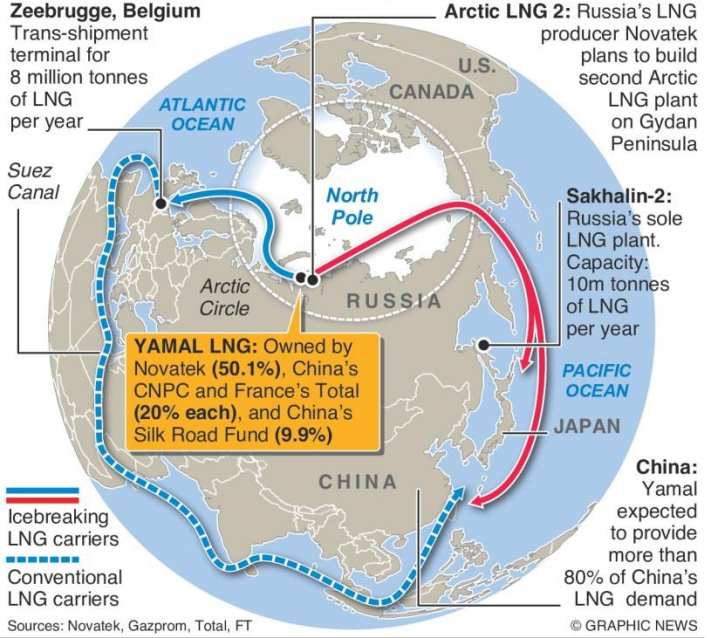 Zeebrugge, Belgium
Trans-shipment
terminal for
8 million tonnes
of LNG
per year
Arctic LNG 2: Russia's LNG
producer Novatek
plans to build
second Arctic
LNG plant
on Gydan
Peninsula
U.S.
CANADA
ATLANTIC
OCEAN
Suez
Canal
North
Pole
Sakhalin-2:
Russia's sole
LNG plant.
Capacity:
10m tonnes
of LNG
per year
Arctic
Circle
RUSSIA
YAMAL LNG: Owned by
Novatek (50.1%), China's
CNPC and France's Total
(20% each), and China's
Silk Road Fund (9.9%)
PACIFIC
OCEAN
JAPAN
CHINA
China:
Yamal
expected
to provide
more than
80% of China's
LNG demand
Icebreaking
LNG carriers
Conventional
LNG carriers
Sources: Novatek, Gazprom, Total, FT
© GRAPHIC NEWS